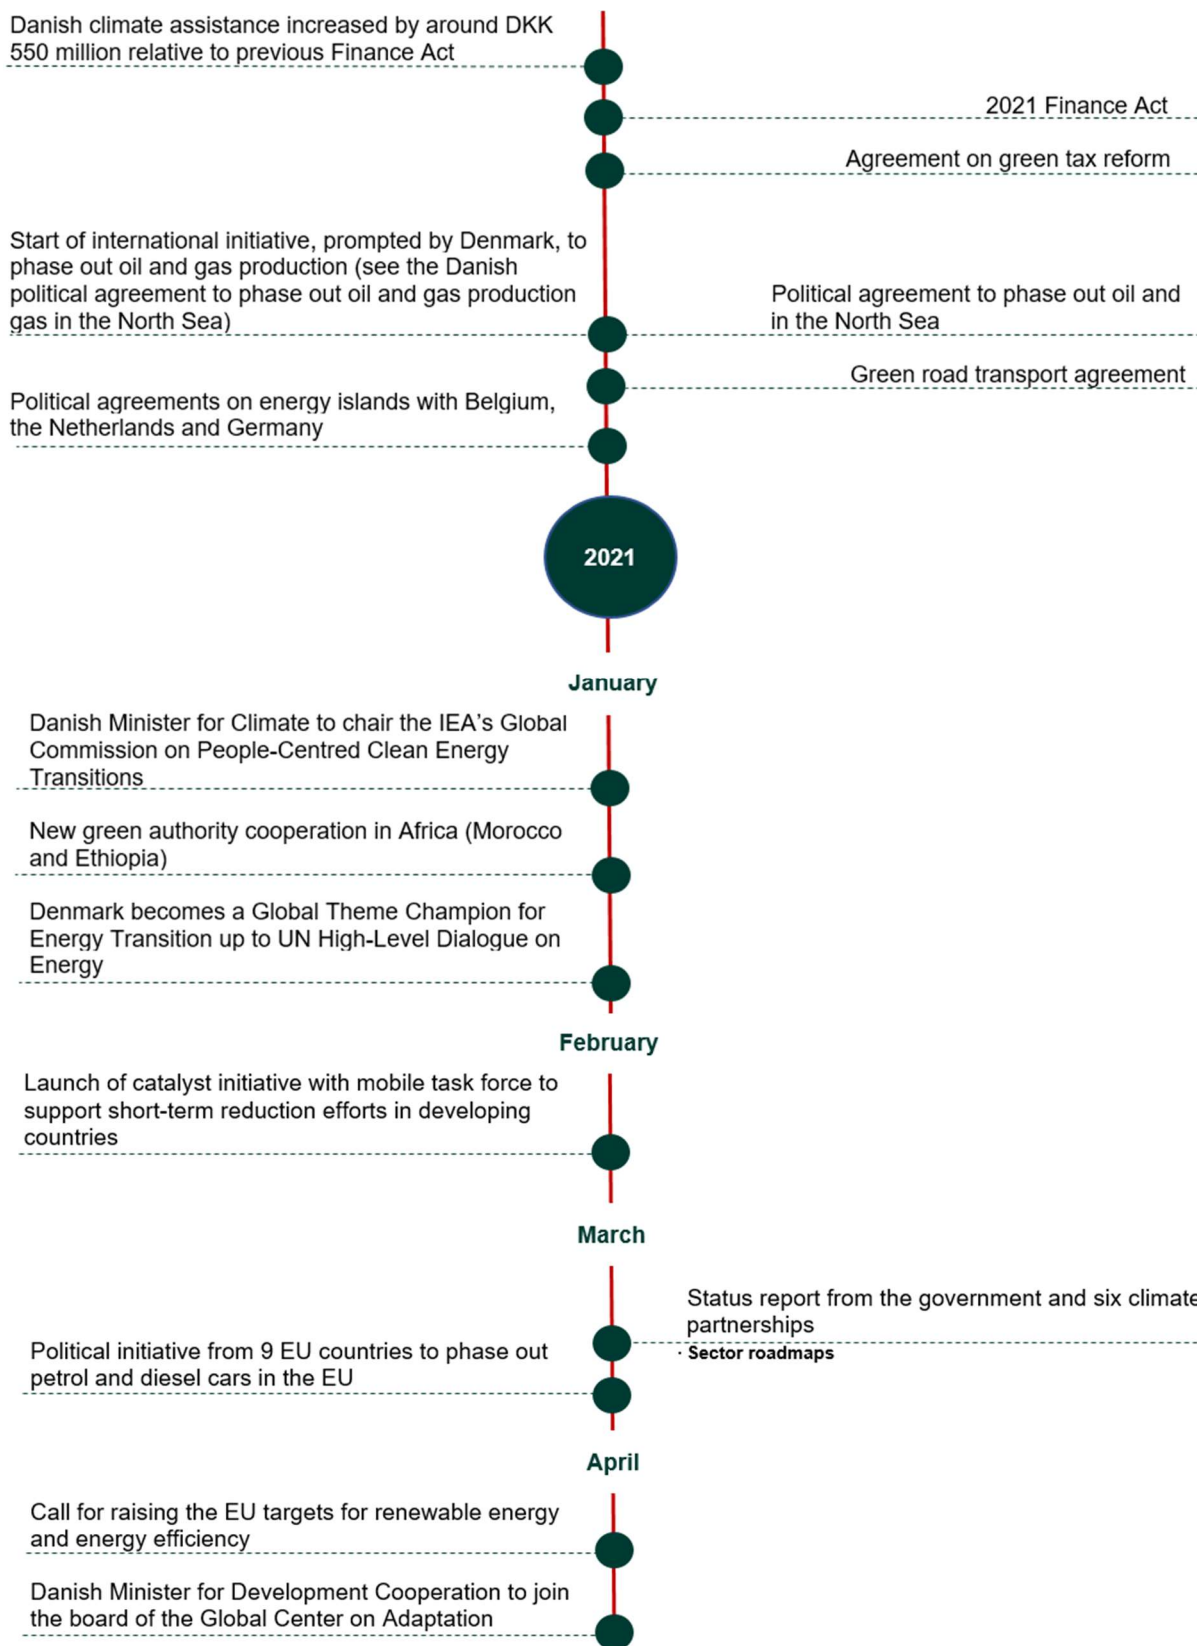 Danish climate assistance increased by around DKK
550 million relative to previous Finance Act
2021 Finance Act
Agreement on green tax reform
Start of international initiative, prompted by Denmark, to
phase out oil and gas production (see the Danish
political agreement to phase out oil and gas production
gas in the North Sea)
Political agreement to phase out oil and
in the North Sea
Green road transport agreement
Political agreements on energy islands with Belgium,
the Netherlands and Germany
2021
January
Danish Minister for Climate to chair the IEA's Global
Commission on People-Centred Clean Energy
Transitions
New green authority cooperation in Africa (Morocco
and Ethiopia)
Denmark becomes a Global Theme Champion for
Energy Transition up to UN High-Level Dialogue on
Energy
February
Launch of catalyst initiative with mobile task force to
support short-term reduction efforts in developing
countries
March
Status report from the government and six climate
partnerships
· Sector roadmaps
Political initiative from 9 EU countries to phase out
petrol and diesel cars in the EU
April
Call for raising the EU targets for renewable energy
and energy efficiency
Danish Minister for Development Cooperation to join
the board of the Global Center on Adaptation